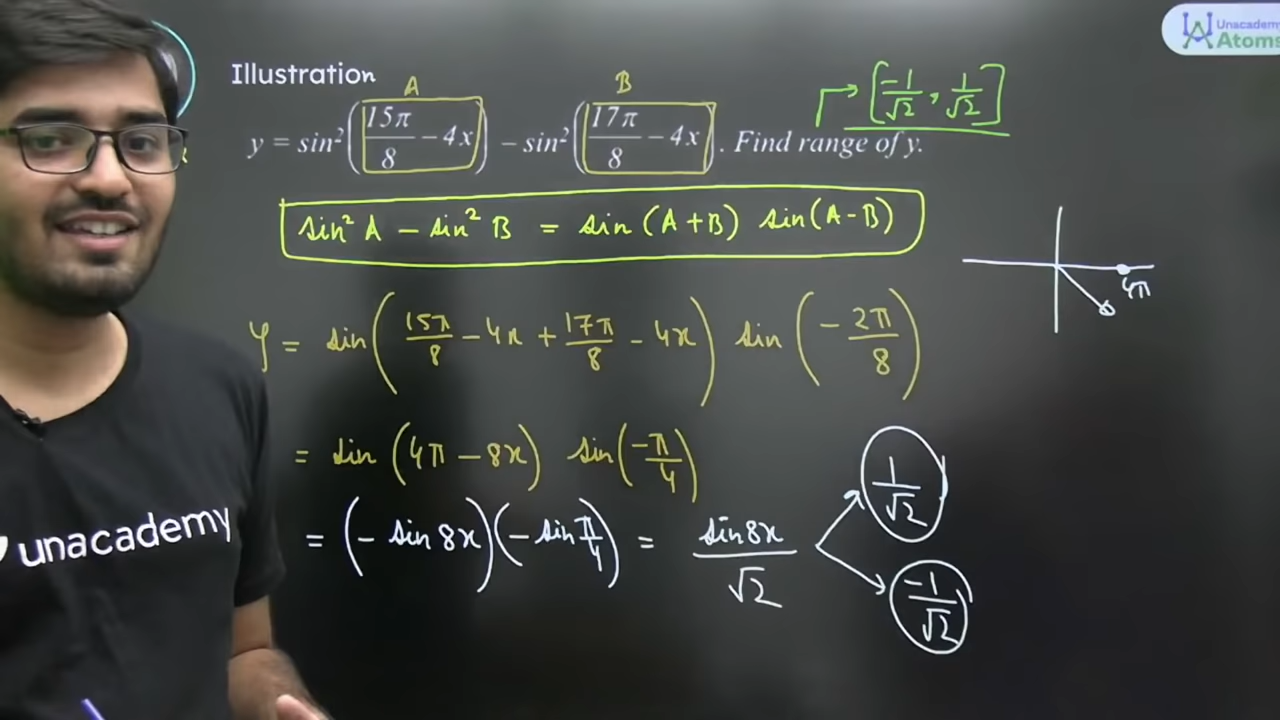 Unacademy
Atoms
Illustration
A B
[-1/√2, 1/√2]
y = sin²(15π/8 − 4x) − sin²(17π/8 − 4x). Find range of y.
sin² A − sin² B = sin (A+B) sin(A-B)
4π
y = sin(15π/8 − 4x + 17π/8 − 4x) sin(−2π/8)
= sin (4π − 8x) sin(−π/4)
= (− sin 8x)(− sin π/4) = sin8x/√2
1/√2
-1/√2
unacademy